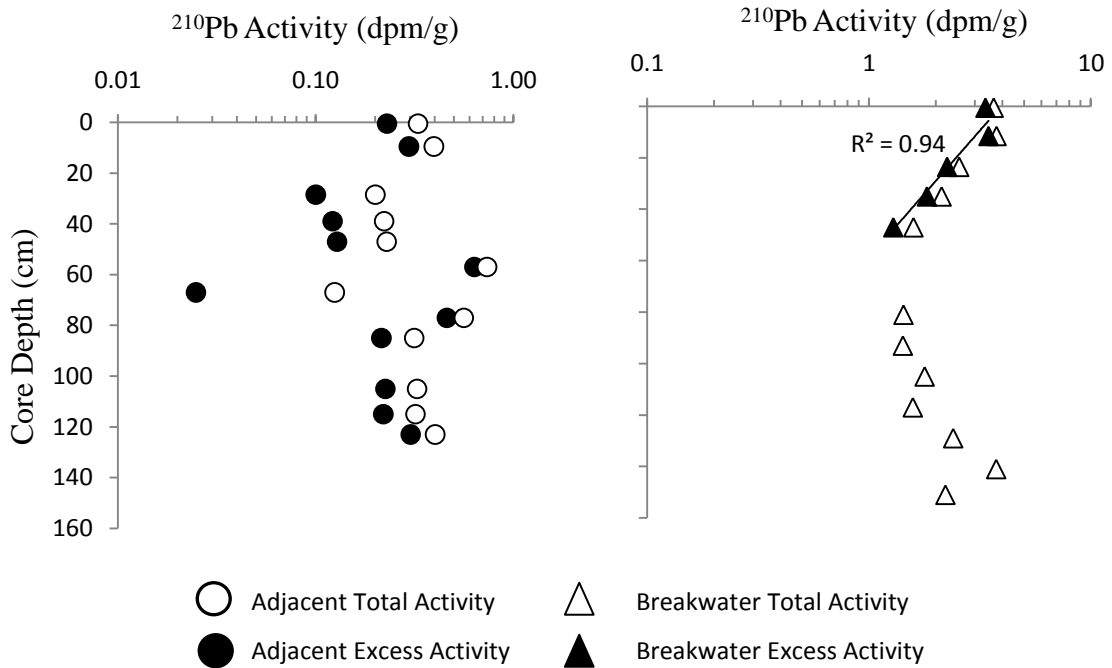 ²¹⁰Pb Activity (dpm/g)
0.01 0.10 1.00
0
20
40
60
80
100
120
140
160
Core Depth (cm)
²¹⁰Pb Activity (dpm/g)
0.1 1 10
R² = 0.94
Adjacent Total Activity
Breakwater Total Activity
Adjacent Excess Activity
Breakwater Excess Activity